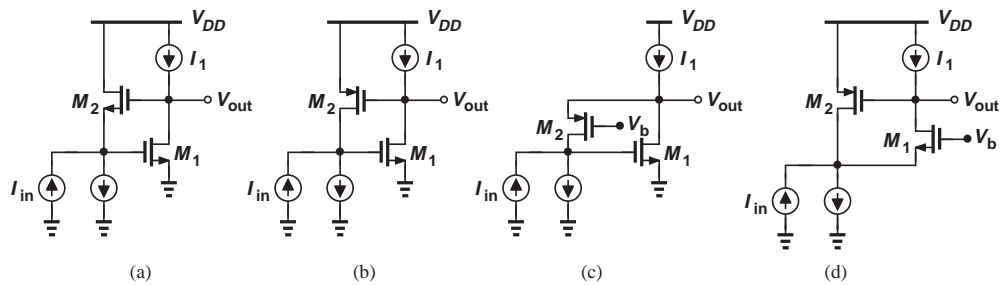 V_DD V_DD V_DD V_DD
I_1 I_1 I_1 I_1
M_2 V_out M_2 V_out V_out M_2 V_out
M_2 V_b
M_1 M_1 M_1 M_1 V_b
I_in I_in I_in I_in
(a) (b) (c) (d)